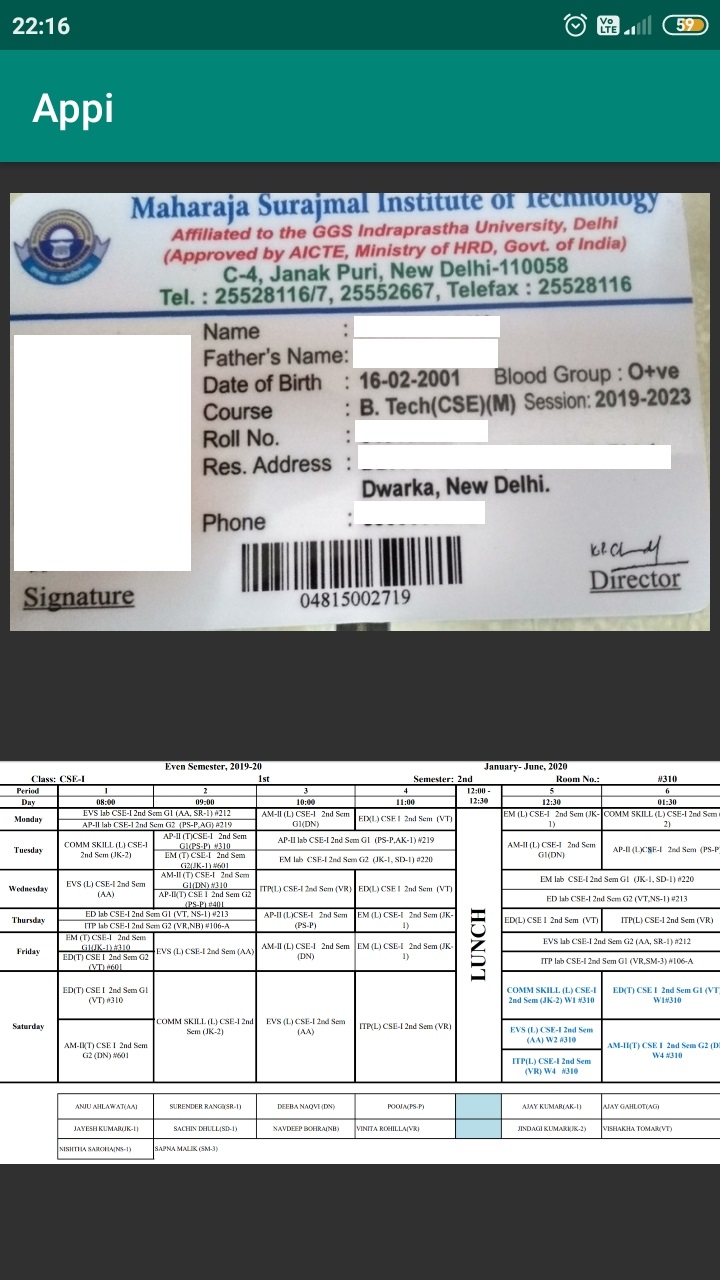 22:16
Vo LTE
59
Appi
Maharaja Surajmal Institute of Technology
Affiliated to the GGS Indraprastha University, Delhi
(Approved by AICTE, Ministry of HRD, Govt. of India)
C-4, Janak Puri, New Delhi-110058
Tel. : 25528116/7, 25552667, Telefax : 25528116
Name :
Father's Name:
Date of Birth : 16-02-2001 Blood Group : O+ve
Course : B. Tech(CSE)(M) Session: 2019-2023
Roll No. :
Res. Address :
Dwarka, New Delhi.
Phone :
Signature
04815002719
Director
Even Semester, 2019-20 January- June, 2020
Class: CSE-I 1st Semester: 2nd Room No.: #310
Period 1 2 3 4 12:00 - 12:30 5 6
Day 08:00 09:00 10:00 11:00 12:30 01:30
Monday
EVS lab CSE-I 2nd Sem G1 (AA, SR-1) #212
AP-II lab CSE-I 2nd Sem G2 (PS-P,AG) #219
AM-II (L) CSE-I 2nd Sem
G1(DN)
ED(L) CSE I 2nd Sem (VT)
EM (L) CSE-I 2nd Sem (JK-
1)
COMM SKILL (L) CSE-I 2nd Sem
2)
Tuesday
COMM SKILL (L) CSE-I
2nd Sem (JK-2)
AP-II (T)CSE-I 2nd Sem
G1(PS-P) #310
EM (T) CSE-I 2nd Sem
G2(JK-1) #601
AP-II lab CSE-I 2nd Sem G1 (PS-P,AK-1) #219
EM lab CSE-I 2nd Sem G2 (JK-1, SD-1) #220
AM-II (L) CSE-I 2nd Sem
G1(DN)
AP-II (L)CSE-I 2nd Sem (PS-P
Wednesday
EVS (L) CSE-I 2nd Sem
(AA)
AM-II (T) CSE-I 2nd Sem
G1(DN) #310
AP-II(T) CSE I 2nd Sem G2
(PS-P) #401
ITP(L) CSE-I 2nd Sem (VR)
ED(L) CSE I 2nd Sem (VT)
EM lab CSE-I 2nd Sem G1 (JK-1, SD-1) #220
ED lab CSE-I 2nd Sem G2 (VT,NS-1) #213
Thursday
ED lab CSE-I 2nd Sem G1 (VT, NS-1) #213
ITP lab CSE-I 2nd Sem G2 (VR,NB) #106-A
AP-II (L)CSE-I 2nd Sem
(PS-P)
EM (L) CSE-I 2nd Sem (JK-
1)
ED(L) CSE I 2nd Sem (VT)
ITP(L) CSE-I 2nd Sem (VR)
Friday
EM (T) CSE-I 2nd Sem
G1(JK-1) #310
ED(T) CSE I 2nd Sem G2
(VT) #601
EVS (L) CSE-I 2nd Sem (AA)
AM-II (L) CSE-I 2nd Sem
(DN)
EM (L) CSE-I 2nd Sem (JK-
1)
EVS lab CSE-I 2nd Sem G2 (AA, SR-1) #212
ITP lab CSE-I 2nd Sem G1 (VR,SM-3) #106-A
LUNCH
Saturday
ED(T) CSE I 2nd Sem G1
(VT) #310
AM-II(T) CSE I 2nd Sem
G2 (DN) #601
COMM SKILL (L) CSE-I 2nd
Sem (JK-2)
EVS (L) CSE-I 2nd Sem
(AA)
ITP(L) CSE-I 2nd Sem (VR)
COMM SKILL (L) CSE-I
2nd Sem (JK-2) W1 #310
EVS (L) CSE-I 2nd Sem
(AA) W2 #310
ITP(L) CSE-I 2nd Sem
(VR) W4 #310
ED(T) CSE I 2nd Sem G1 (VT
W1#310
AM-II(T) CSE I 2nd Sem G2 (D
W4 #310
ANJU AHLAWAT(AA) SURENDER RANGI(SR-1) DEEBA NAQVI (DN) POOJA(PS-P) AJAY KUMAR(AK-1) AJAY GAHLOT(AG)
JAYESH KUMAR(JK-1) SACHIN DHULL(SD-1) NAVDEEP BOHRA(NB) VINITA ROHILLA(VR) JINDAGI KUMARI(JK-2) VISHAKHA TOMAR(VT)
NISHTHA SAROHA(NS-1) SAPNA MALIK (SM-3)